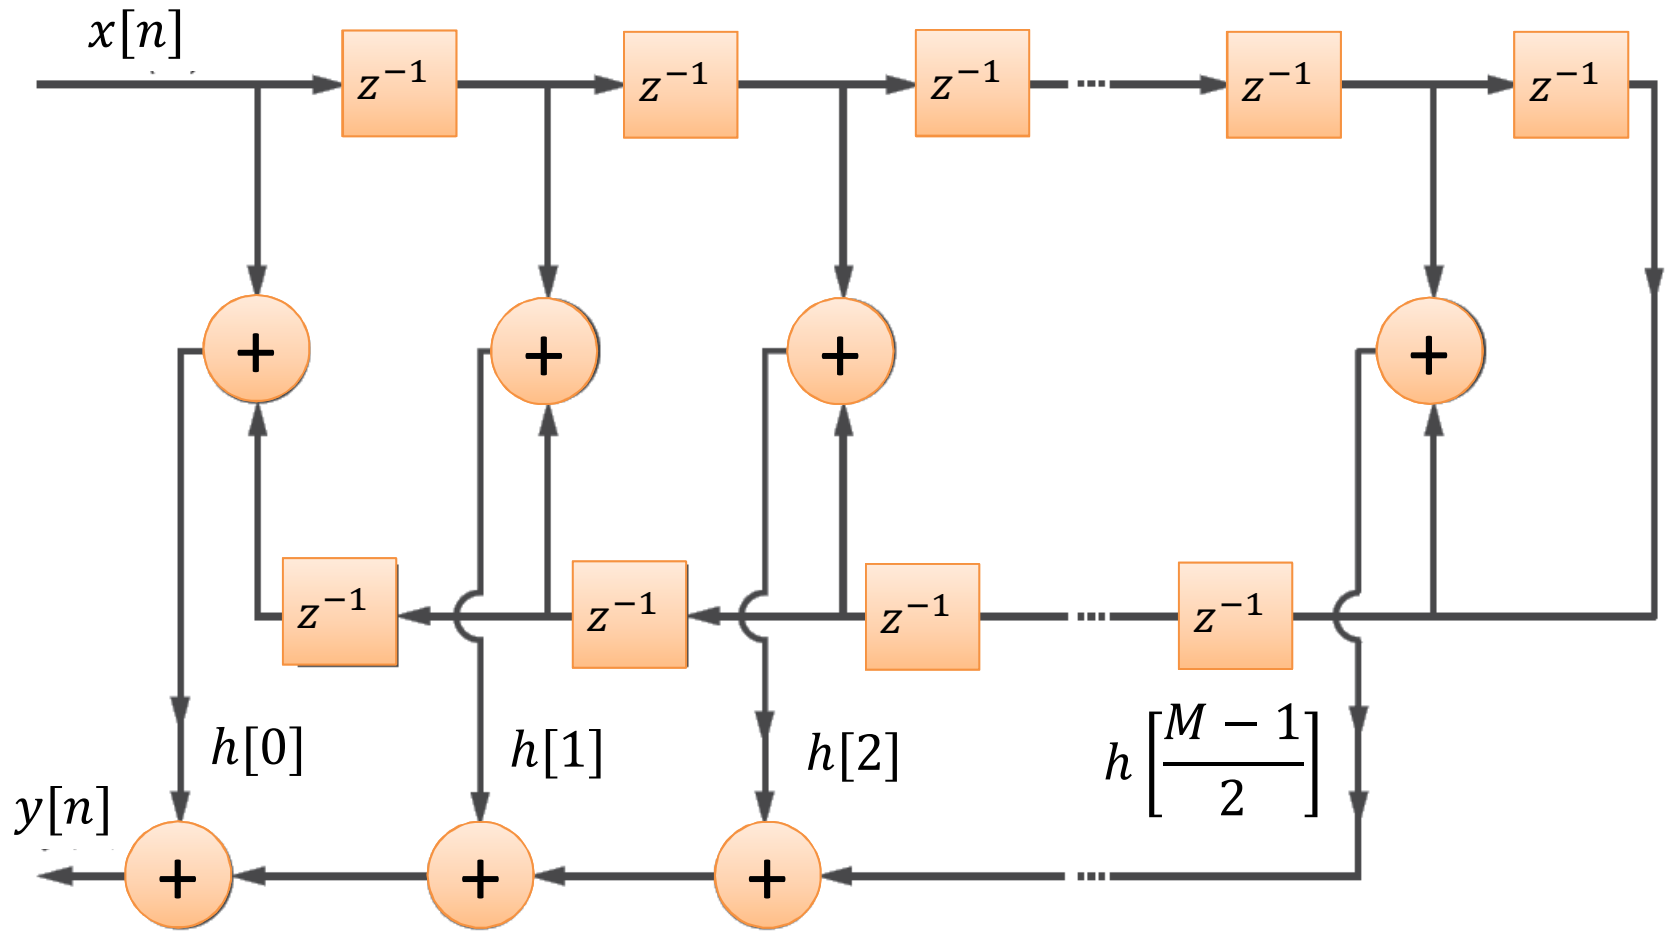 x[n]
z⁻¹ z⁻¹ z⁻¹ ... z⁻¹ z⁻¹
+ + + +
z⁻¹ z⁻¹ z⁻¹ ... z⁻¹
h[0] h[1] h[2] h[(M − 1)/2]
y[n]
+ + + ...